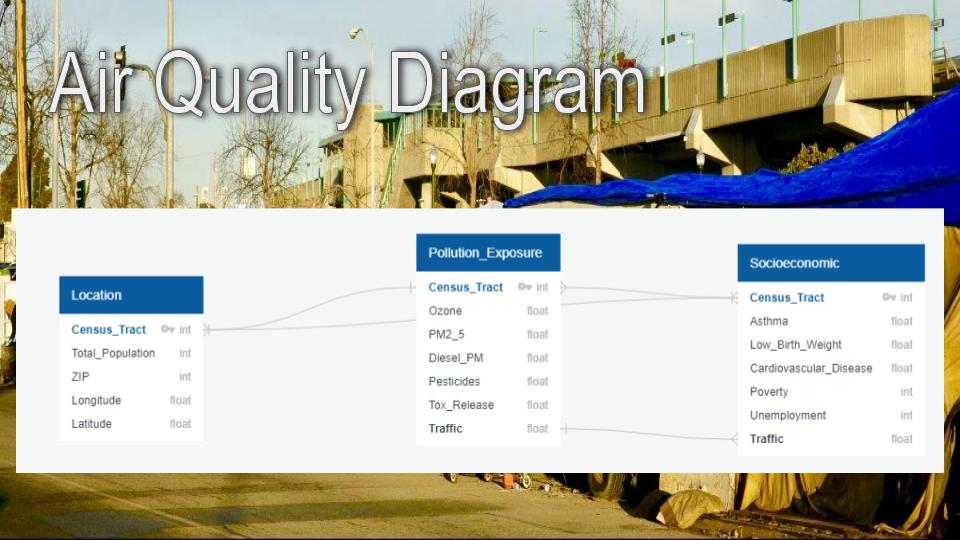 Air Quality Diagram
Location
Census_Tract int
Total_Population int
ZIP int
Longitude float
Latitude float
Pollution_Exposure
Census_Tract int
Ozone float
PM2_5 float
Diesel_PM float
Pesticides float
Tox_Release float
Traffic float
Socioeconomic
Census_Tract int
Asthma float
Low_Birth_Weight float
Cardiovascular_Disease float
Poverty int
Unemployment int
Traffic float